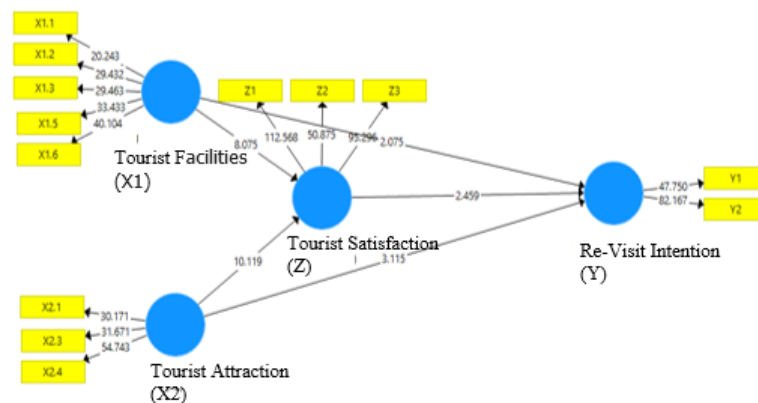 X1.1
X1.2
X1.3
X1.5
X1.6
20.243
29.432
29.463
33.433
40.104
Tourist Facilities
(X1)
Z1
Z2
Z3
112.568
50.875
95.296
2.075
8.075
Tourist Satisfaction
(Z)
2.459
10.119
3.115
Y1
Y2
47.750
82.167
Re-Visit Intention
(Y)
X2.1
X2.3
X2.4
30.171
31.671
54.743
Tourist Attraction
(X2)